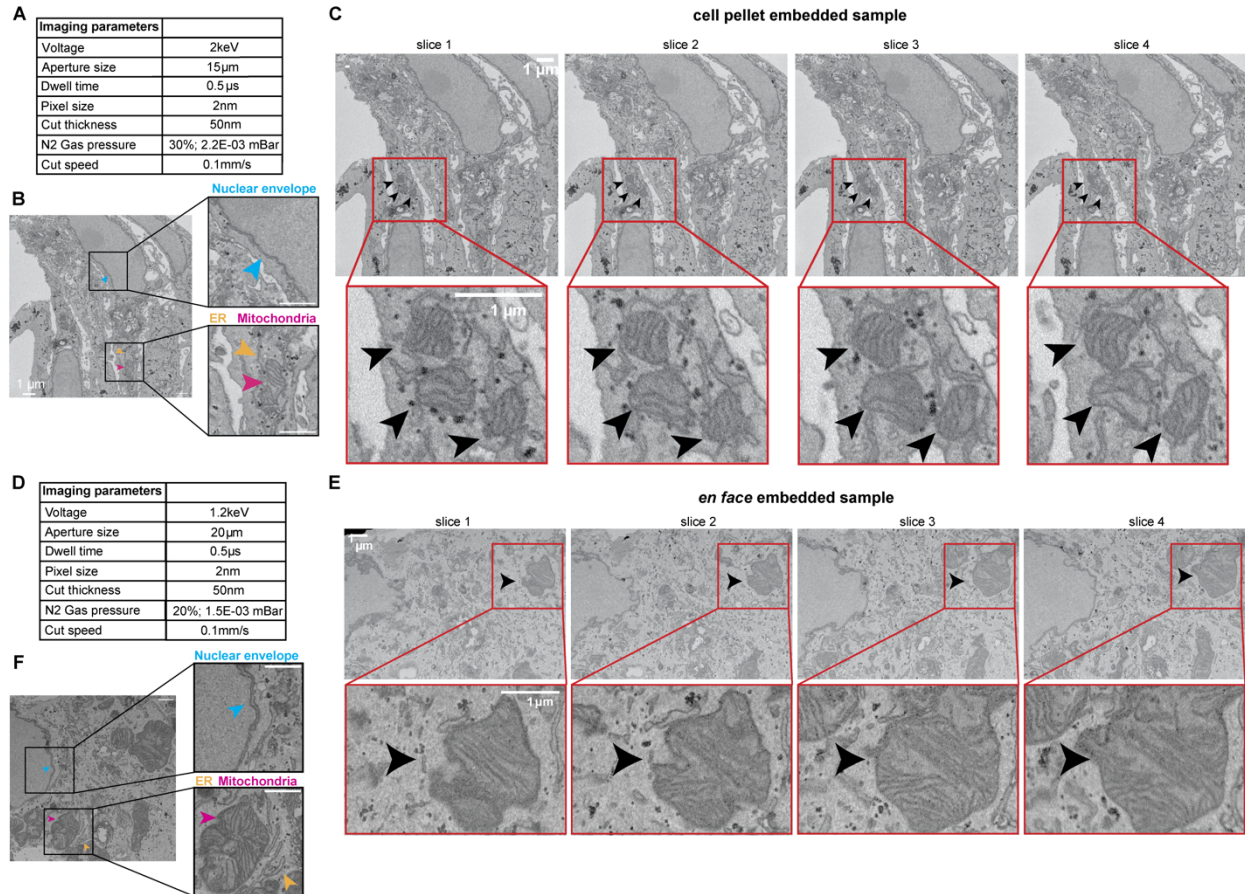 A
Imaging parameters
Voltage 2keV
Aperture size 15µm
Dwell time 0.5µs
Pixel size 2nm
Cut thickness 50nm
N2 Gas pressure 30%; 2.2E-03 mBar
Cut speed 0.1mm/s
B
Nuclear envelope
ER Mitochondria
1 µm
C
cell pellet embedded sample
slice 1 slice 2 slice 3 slice 4
1 µm
1 µm
D
Imaging parameters
Voltage 1.2keV
Aperture size 20µm
Dwell time 0.5µs
Pixel size 2nm
Cut thickness 50nm
N2 Gas pressure 20%; 1.5E-03 mBar
Cut speed 0.1mm/s
E
en face embedded sample
slice 1 slice 2 slice 3 slice 4
1
µm
1µm
F
Nuclear envelope
ER Mitochondria